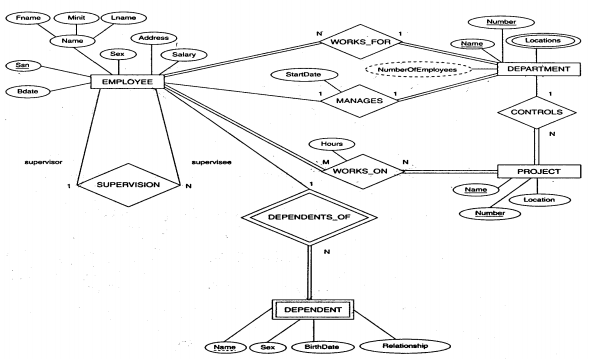 Fname
Minit
Lname
Name
Sex
Address
Salary
Ssn
Bdate
EMPLOYEE
N
WORKS_FOR
1
StartDate
1
MANAGES
1
Number
Name
Locations
NumberOfEmployees
DEPARTMENT
1
CONTROLS
N
supervisor
supervisee
1
SUPERVISION
N
Hours
M
WORKS_ON
N
PROJECT
Name
Number
Location
1
DEPENDENTS_OF
N
DEPENDENT
Name
Sex
BirthDate
Relationship